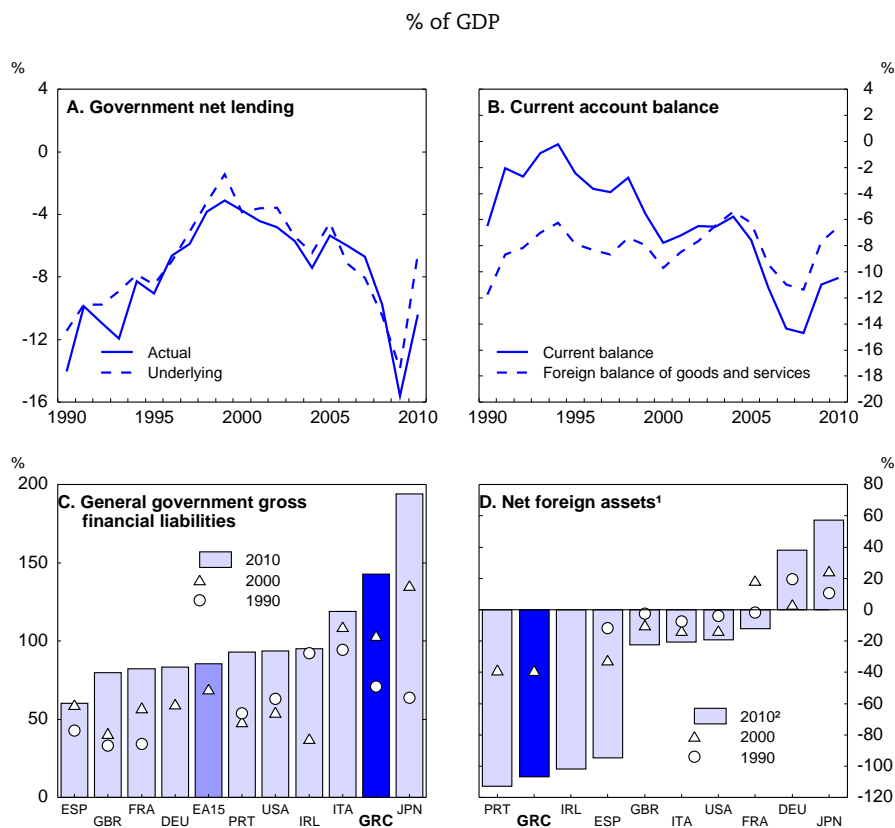 % of GDP
% %
A. Government net lending
B. Current account balance
4 4
0 2
-4 0
-8 -2
-12 -4
-16 -6
-8
-10
-12
-14
-16
-18
-20
Actual
Underlying
Current balance
Foreign balance of goods and services
1990 1995 2000 2005 2010
1990 1995 2000 2005 2010
% %
C. General government gross
financial liabilities
200
150
100
50
0
2010
2000
1990
ESP GBR FRA DEU EA15 PRT USA IRL ITA GRC JPN
D. Net foreign assets¹
80
60
40
20
0
-20
-40
-60
-80
-100
-120
2010²
2000
1990
PRT GRC IRL ESP GBR ITA USA FRA DEU JPN